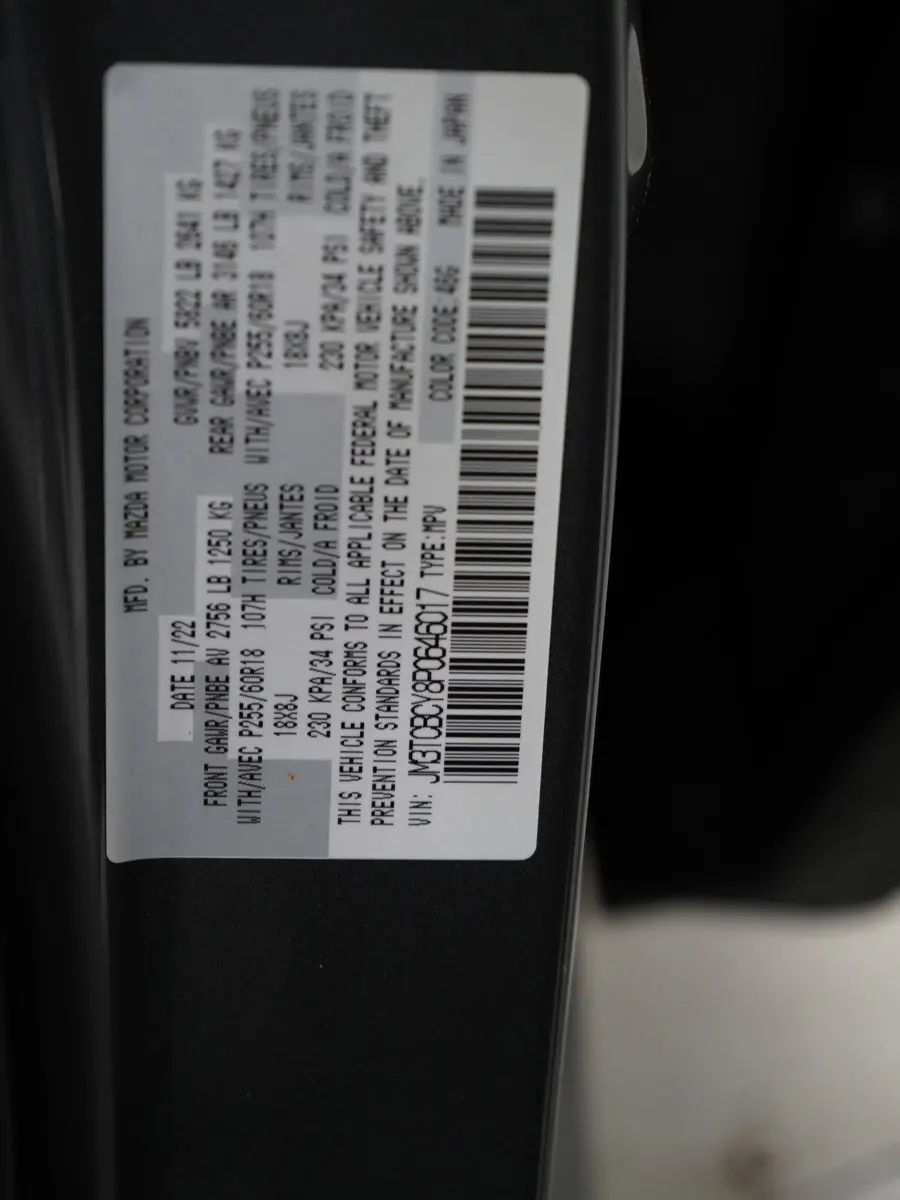 MFD. BY MAZDA MOTOR CORPORATION
DATE 11/22 GVWR/PNBV 5822 LB 2641 KG
FRONT GAWR/PNBE AV 2756 LB 1250 KG REAR GAWR/PNBE AR 3146 LB 1427 KG
WITH/AVEC P255/60R18 107H TIRES/PNEUS WITH/AVEC P255/60R18 107H TIRES/PNEUS
18X8J RIMS/JANTES 18X8J RIMS/JANTES
230 KPA/34 PSI COLD/A FROID 230 KPA/34 PSI COLD/A FROID
THIS VEHICLE CONFORMS TO ALL APPLICABLE FEDERAL MOTOR VEHICLE SAFETY AND THEFT
PREVENTION STANDARDS IN EFFECT ON THE DATE OF MANUFACTURE SHOWN ABOVE.
VIN: JM3TCBCY8P0646017 TYPE:MPV COLOR CODE:46G MADE IN JAPAN